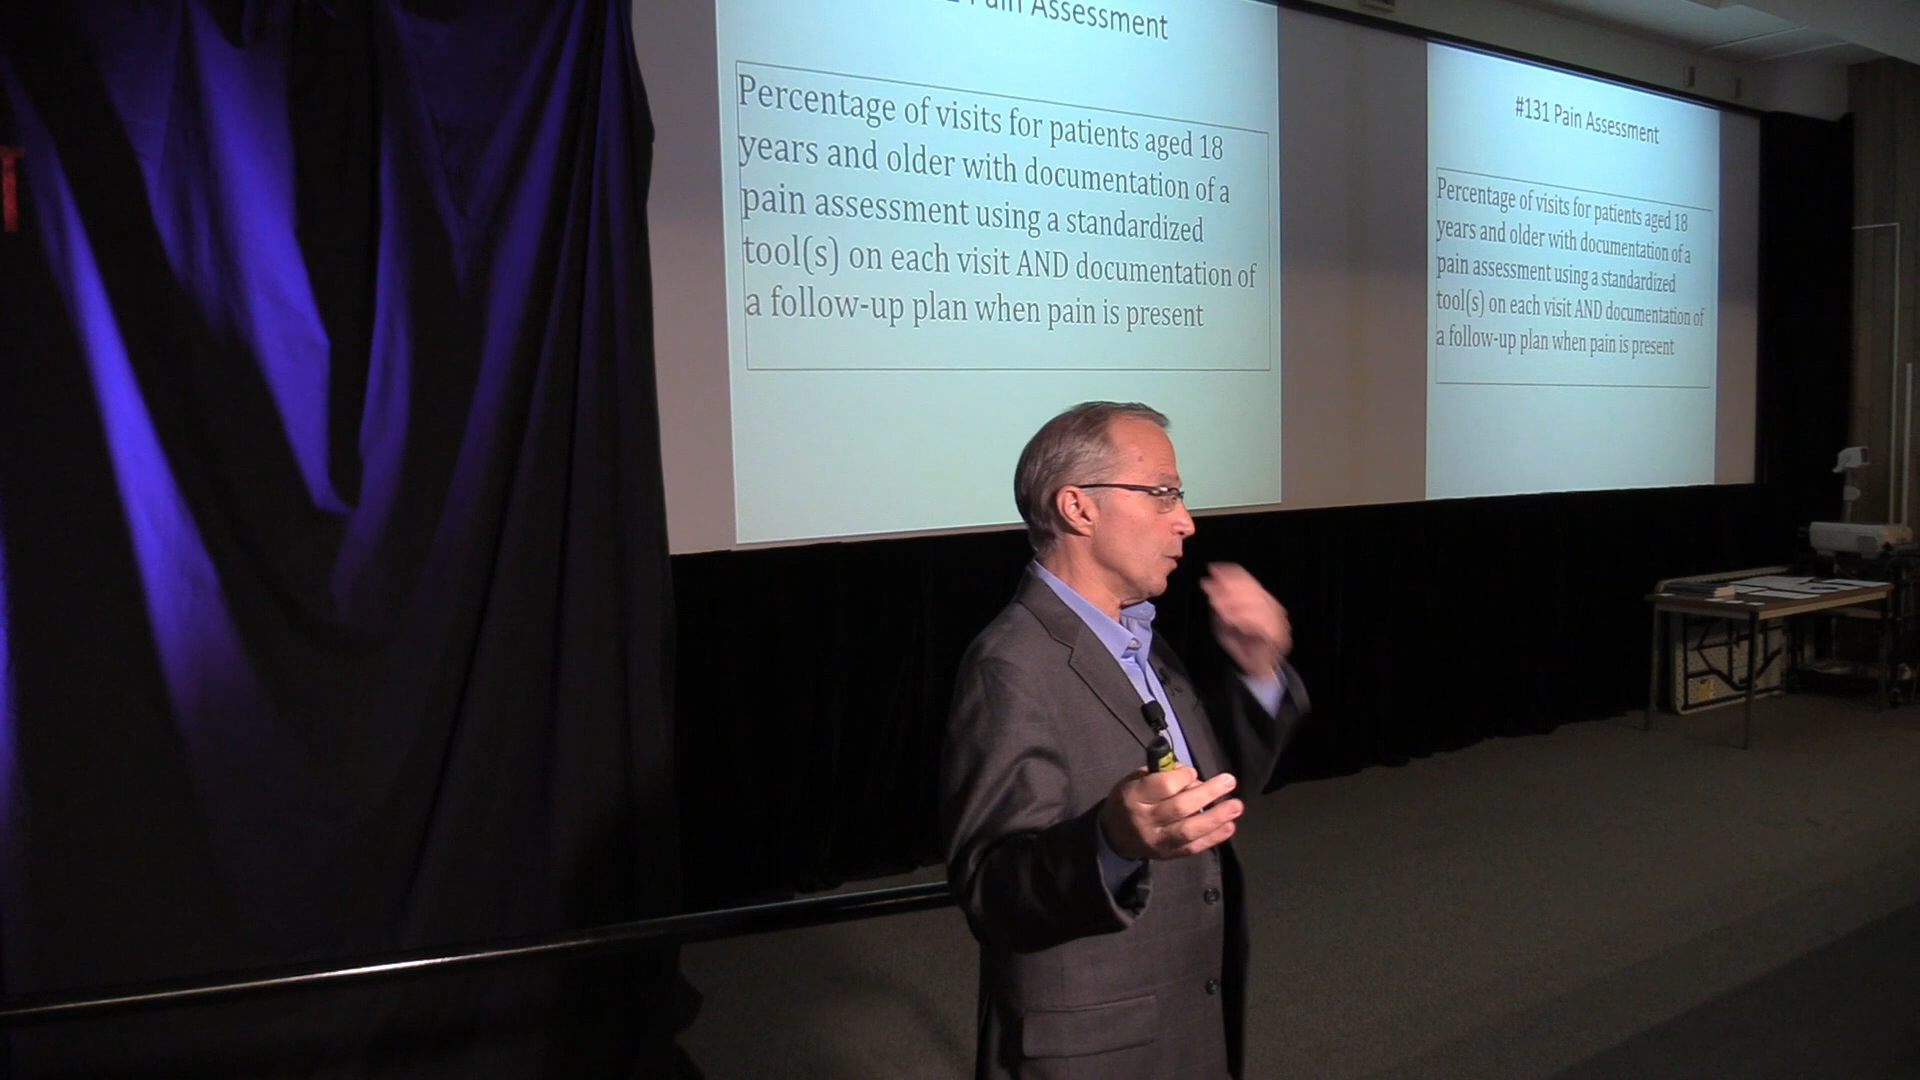 Pain Assessment
Percentage of visits for patients aged 18
years and older with documentation of a
pain assessment using a standardized
tool(s) on each visit AND documentation of
a follow-up plan when pain is present
#131 Pain Assessment
Percentage of visits for patients aged 18
years and older with documentation of a
pain assessment using a standardized
tool(s) on each visit AND documentation of
a follow-up plan when pain is present